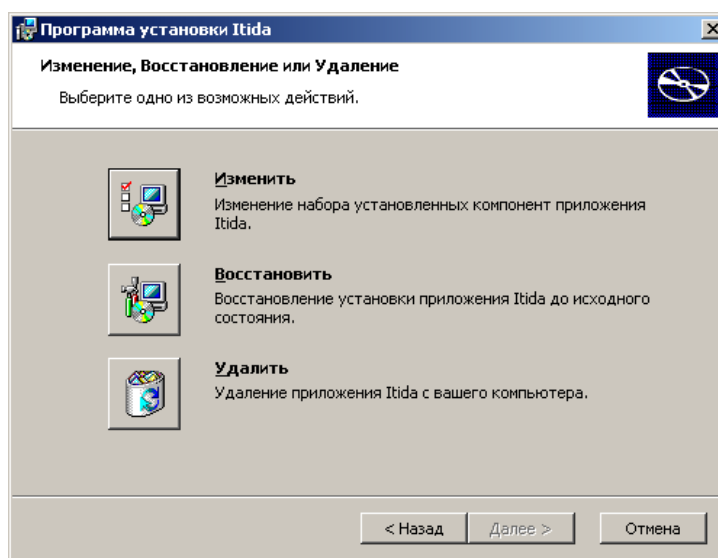 Программа установки Itida
Изменение, Восстановление или Удаление
Выберите одно из возможных действий.
Изменить
Изменение набора установленных компонент приложения
Itida.
Восстановить
Восстановление установки приложения Itida до исходного
состояния.
Удалить
Удаление приложения Itida с вашего компьютера.
< Назад
Далее >
Отмена